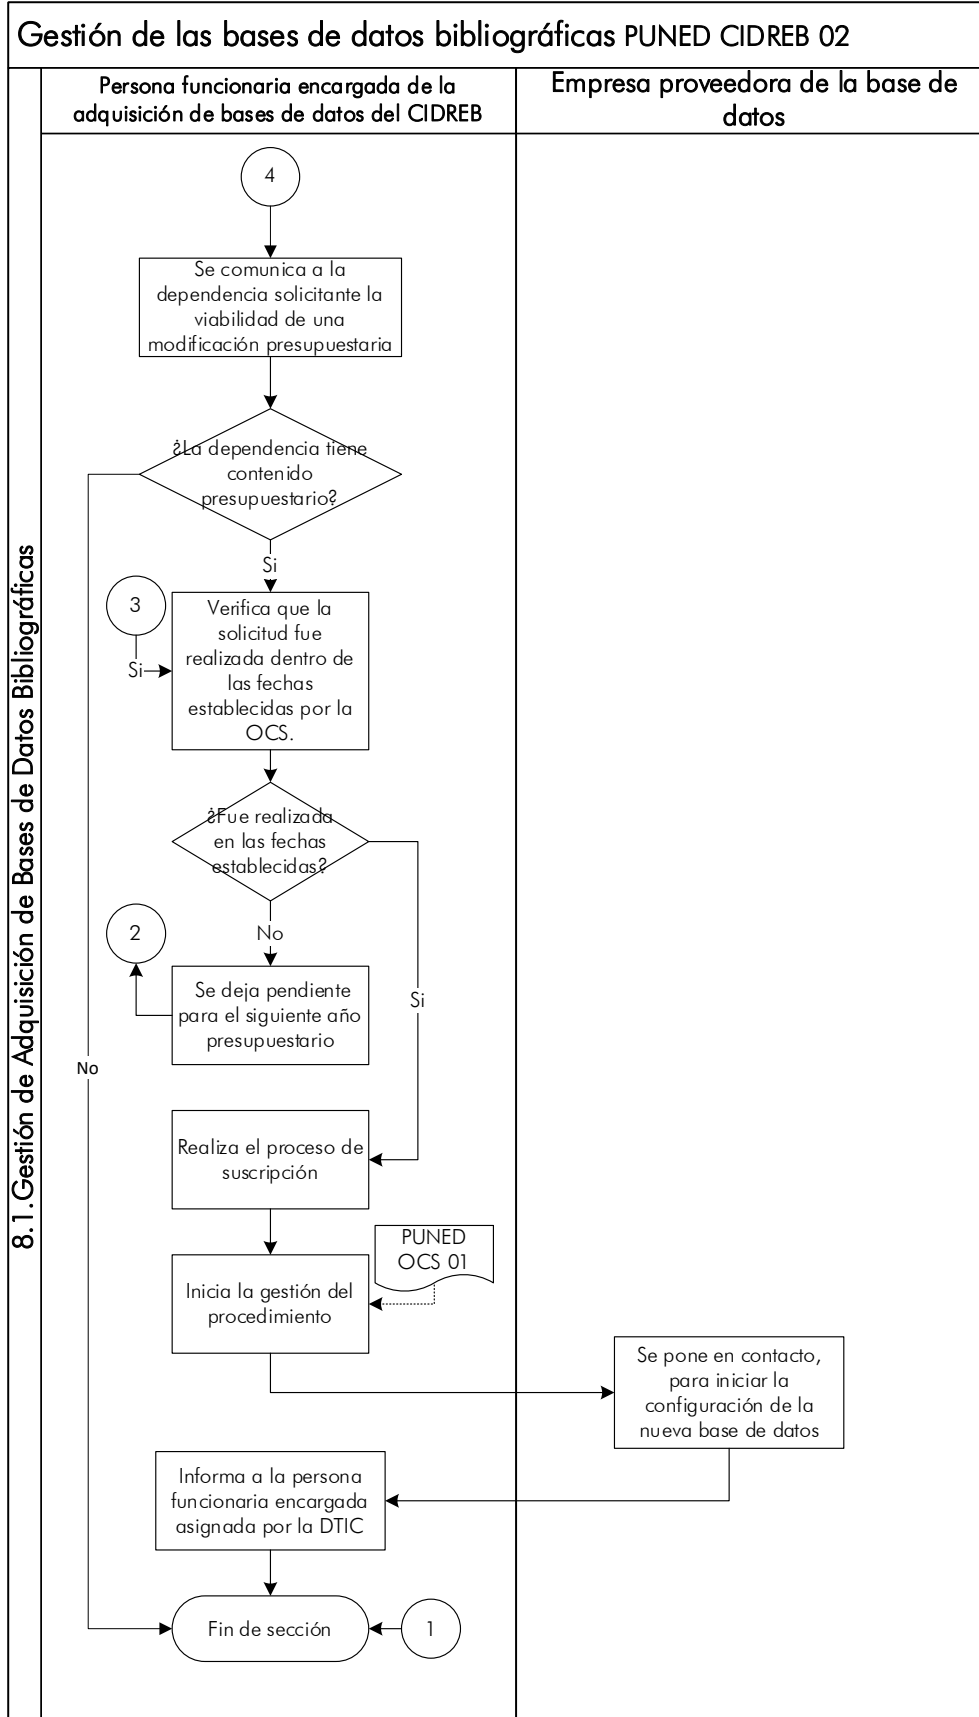 Gestión de las bases de datos bibliográficas PUNED CIDREB 02
8.1.Gestión de Adquisición de Bases de Datos Bibliográficas
Persona funcionaria encargada de la
adquisición de bases de datos del CIDREB
Empresa proveedora de la base de
datos
4
Se comunica a la
dependencia solicitante la
viabilidad de una
modificación presupuestaria
¿La dependencia tiene
contenido
presupuestario?
Si
3
Si
Verifica que la
solicitud fue
realizada dentro de
las fechas
establecidas por la
OCS.
¿Fue realizada
en las fechas
establecidas?
2
No
Se deja pendiente
para el siguiente año
presupuestario
Si
No
Realiza el proceso de
suscripción
PUNED
OCS 01
Inicia la gestión del
procedimiento
Se pone en contacto,
para iniciar la
configuración de la
nueva base de datos
Informa a la persona
funcionaria encargada
asignada por la DTIC
Fin de sección
1